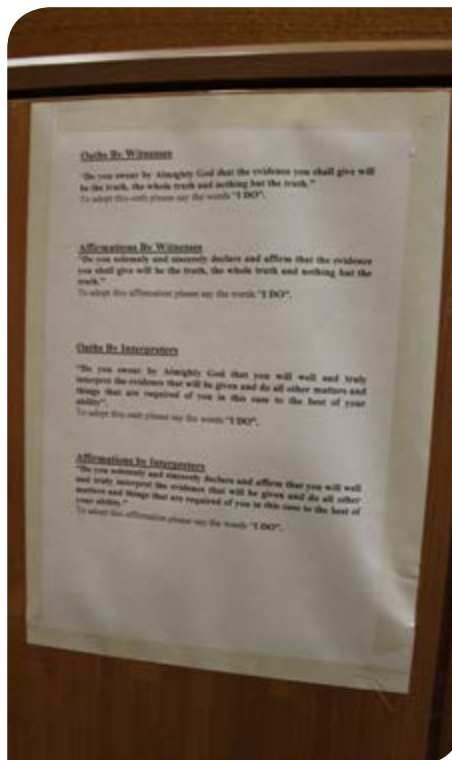 Oaths By Witnesses
"Do you swear by Almighty God that the evidence you shall give will
be the truth, the whole truth and nothing but the truth."
To adopt this oath please say the words "I DO".
Affirmations By Witnesses
"Do you solemnly and sincerely declare and affirm that the evidence
you shall give will be the truth, the whole truth and nothing but the
truth."
To adopt this affirmation please say the words "I DO".
Oaths By Interpreters
"Do you swear by Almighty God that you will well and truly
interpret the evidence that will be given and do all other matters and
things that are required of you in this case to the best of your
ability".
To adopt this oath please say the words "I DO".
Affirmations by Interpreters
"Do you solemnly and sincerely declare and affirm that you will well
and truly interpret the evidence that will be given and do all other
matters and things that are required of you in this case to the best of
your ability."
To adopt this affirmation please say the words "I DO".